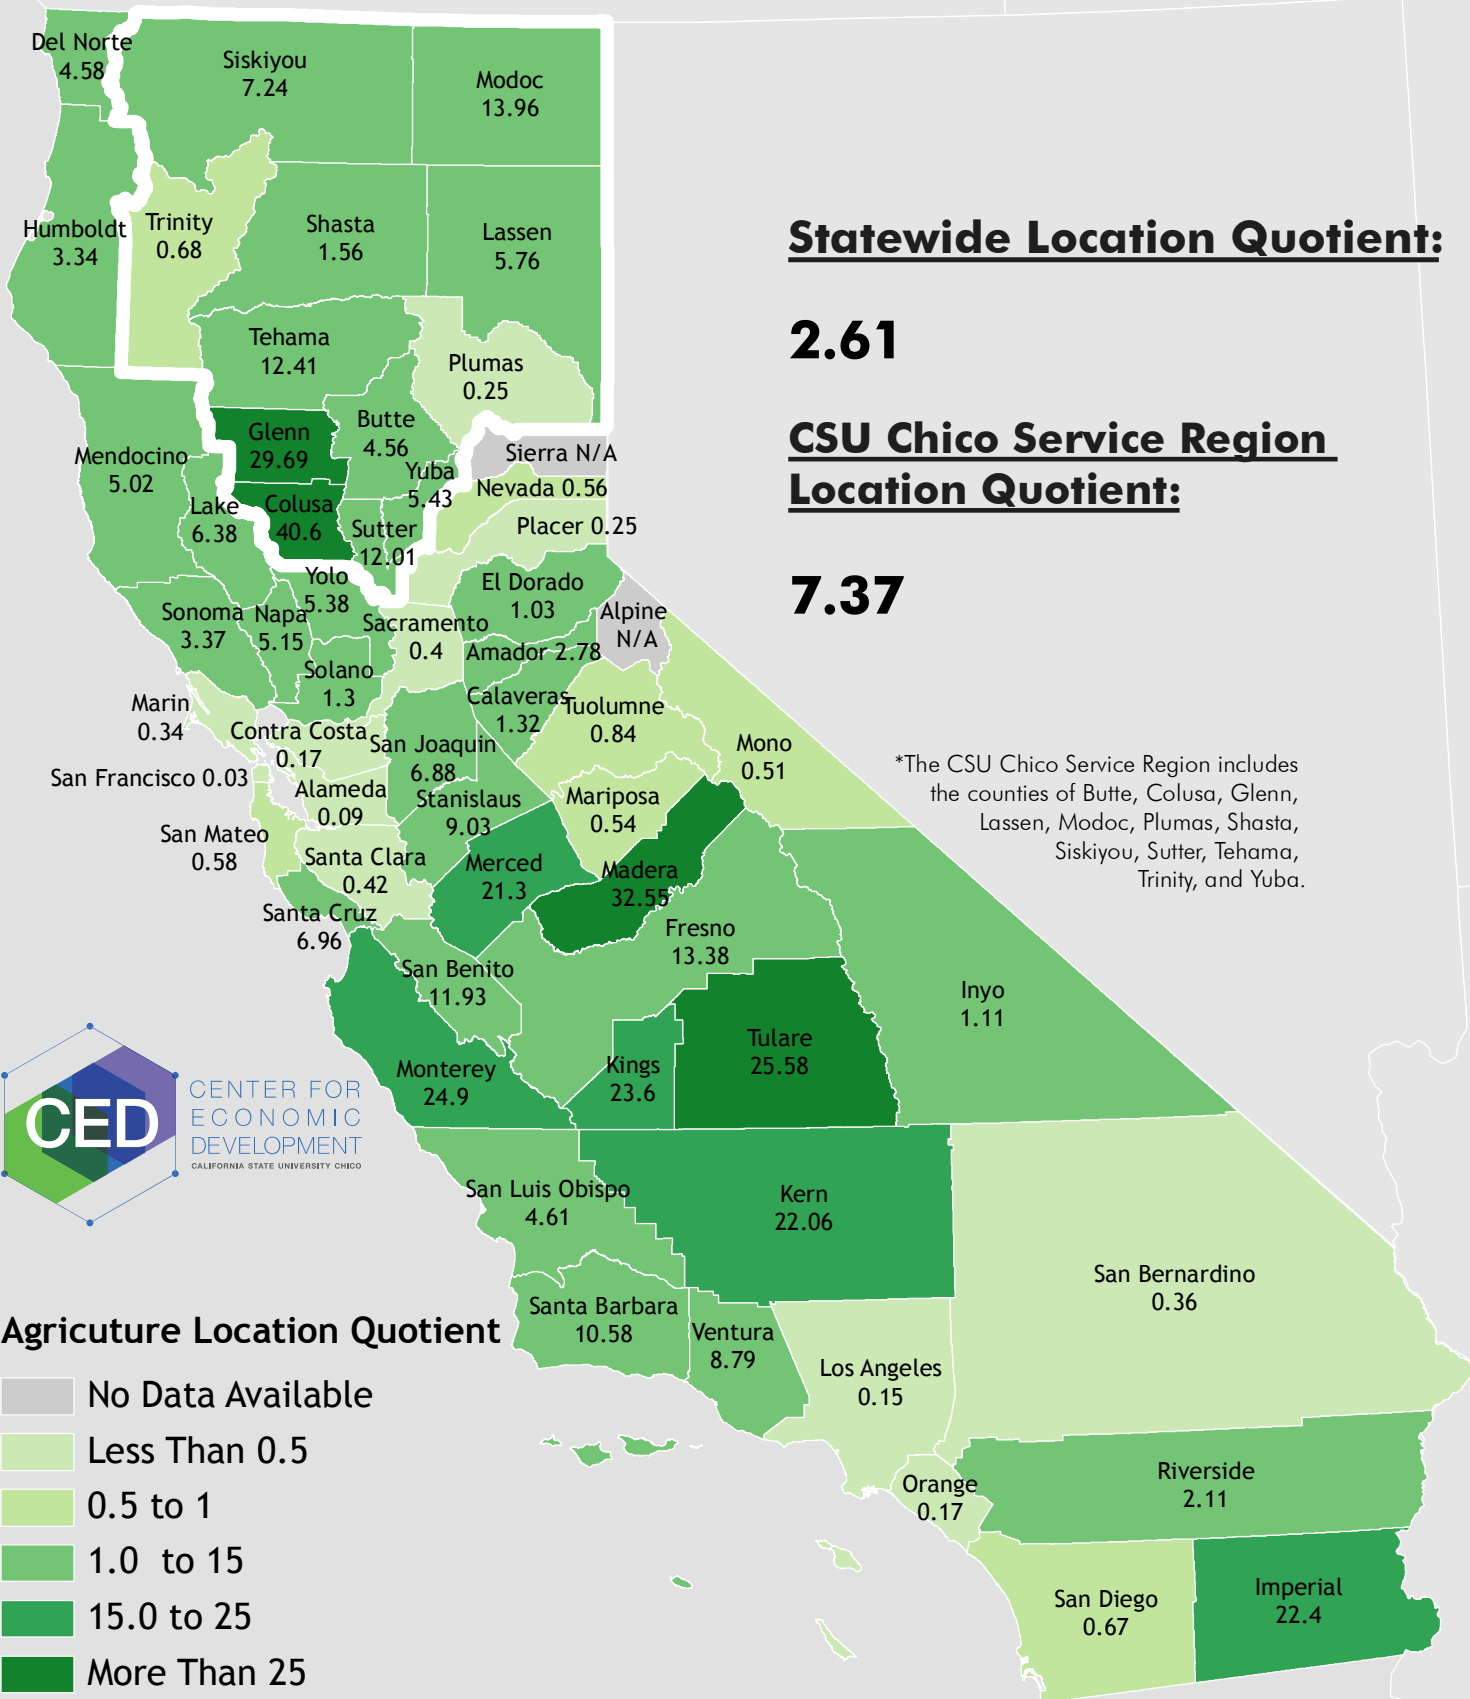 Del Norte
4.58
Siskiyou
7.24
Modoc
13.96
Humboldt
3.34
Trinity
0.68
Shasta
1.56
Lassen
5.76
Statewide Location Quotient:
2.61
CSU Chico Service Region
Location Quotient:
7.37
Tehama
12.41
Plumas
0.25
Glenn
29.69
Butte
4.56
Mendocino
5.02
Sierra N/A
Yuba
5.43
Nevada 0.56
Lake
6.38
Colusa
40.6
Sutter
12.01
Placer 0.25
Yolo
5.38
El Dorado
1.03
Alpine
N/A
Sonoma
3.37
Napa
5.15
Sacramento
0.4
Amador 2.78
Solano
1.3
Marin
0.34
Calaveras
1.32
Tuolumne
0.84
Contra Costa
0.17
San Joaquin
6.88
Mono
0.51
San Francisco 0.03
Alameda
0.09
Stanislaus
9.03
Mariposa
0.54
San Mateo
0.58
Santa Clara
0.42
Merced
21.3
Madera
32.55
*The CSU Chico Service Region includes
the counties of Butte, Colusa, Glenn,
Lassen, Modoc, Plumas, Shasta,
Siskiyou, Sutter, Tehama,
Trinity, and Yuba.
Santa Cruz
6.96
Fresno
13.38
San Benito
11.93
Inyo
1.11
Monterey
24.9
Kings
23.6
Tulare
25.58
CED
CENTER FOR
ECONOMIC
DEVELOPMENT
CALIFORNIA STATE UNIVERSITY CHICO
San Luis Obispo
4.61
Kern
22.06
San Bernardino
0.36
Santa Barbara
10.58
Ventura
8.79
Los Angeles
0.15
Orange
0.17
Riverside
2.11
San Diego
0.67
Imperial
22.4
Agricuture Location Quotient
No Data Available
Less Than 0.5
0.5 to 1
1.0 to 15
15.0 to 25
More Than 25